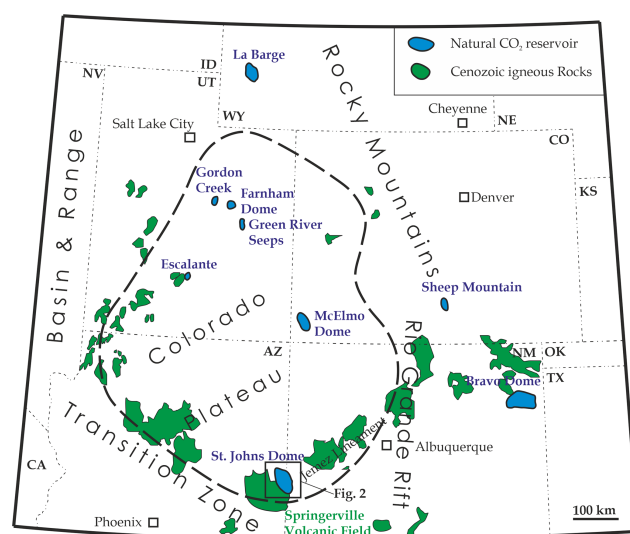 Natural CO₂ reservoir
Cenozoic igneous Rocks
La Barge
Rocky Mountains
NV
ID
UT
WY
Cheyenne
NE
CO
KS
Salt Lake City
Denver
Basin & Range
Gordon
Creek
Farnham
Dome
Green River
Seeps
Escalante
Sheep Mountain
McElmo
Dome
Colorado
Plateau
AZ
NM
OK
TX
Bravo Dome
Rio Grande Rift
Transition Zone
Jemez Lineament
Albuquerque
St. Johns Dome
Fig. 2
CA
Phoenix
Springerville
Volcanic Field
100 km